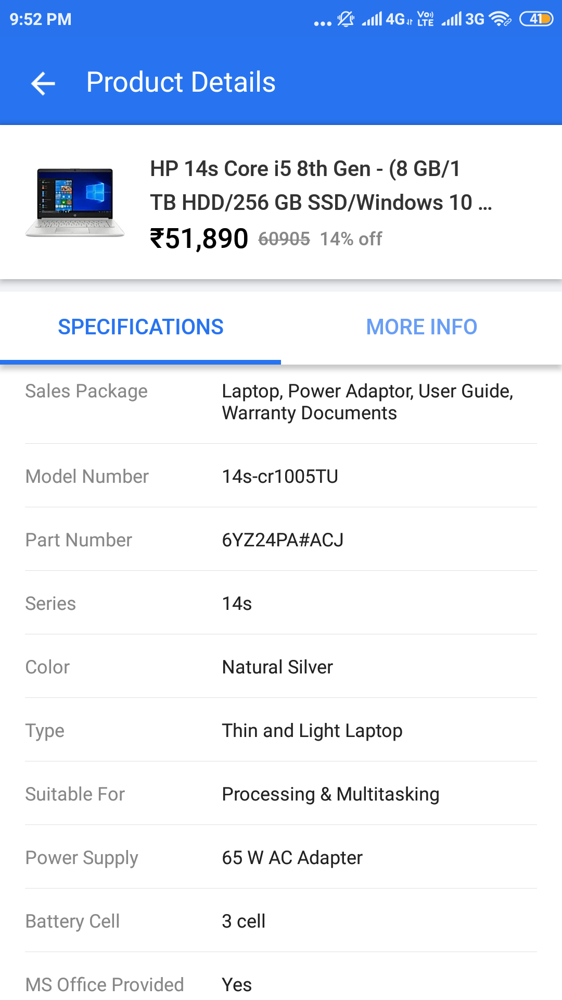 9:52 PM
... 4G Vo)) LTE 3G 41
Product Details
HP 14s Core i5 8th Gen - (8 GB/1
TB HDD/256 GB SSD/Windows 10 ...
₹51,890 60905 14% off
SPECIFICATIONS MORE INFO
Sales Package Laptop, Power Adaptor, User Guide,
Warranty Documents
Model Number 14s-cr1005TU
Part Number 6YZ24PA#ACJ
Series 14s
Color Natural Silver
Type Thin and Light Laptop
Suitable For Processing & Multitasking
Power Supply 65 W AC Adapter
Battery Cell 3 cell
MS Office Provided Yes